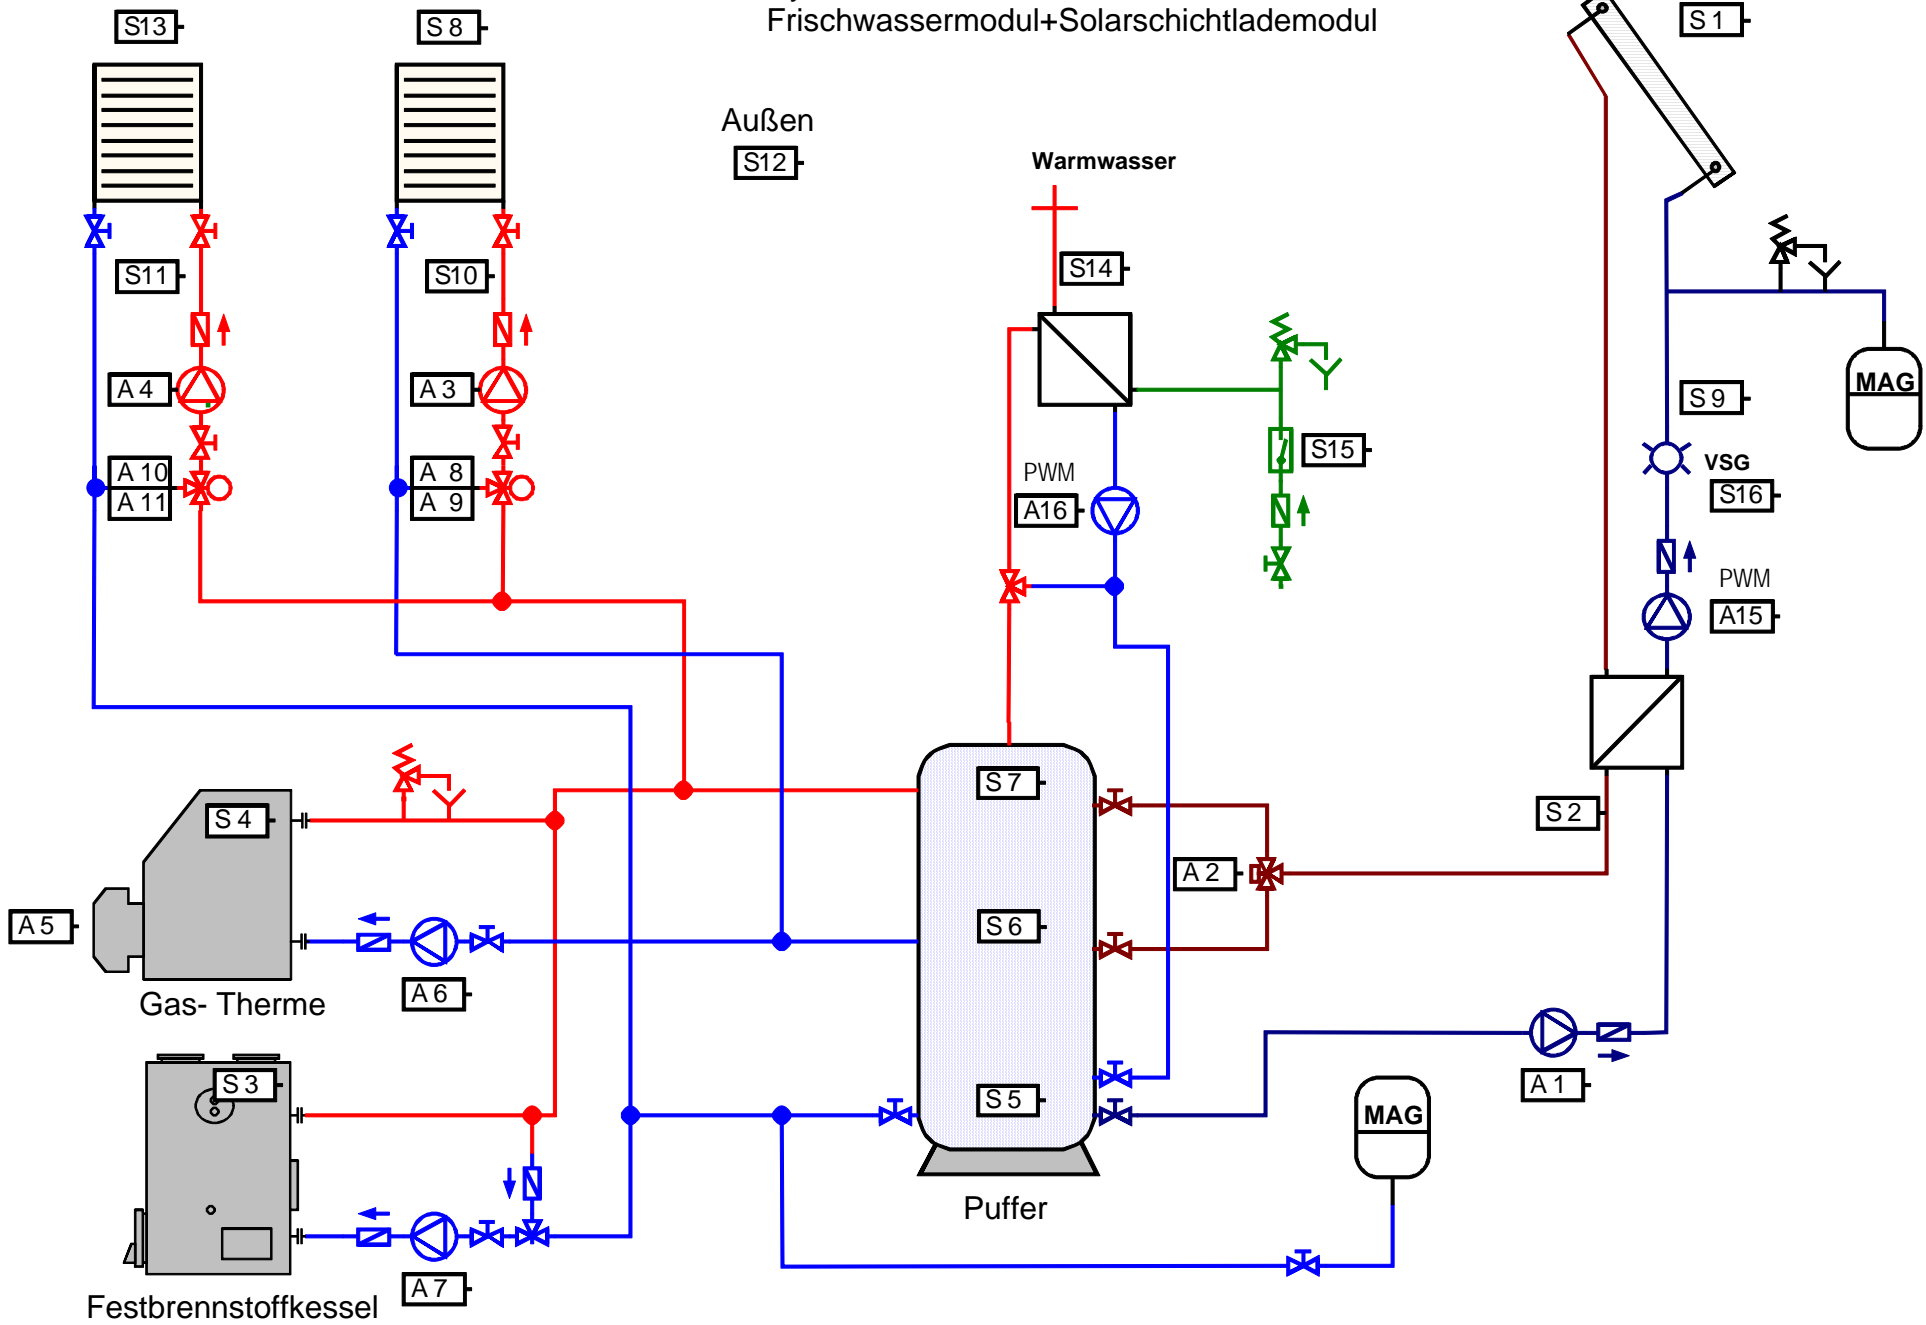 Frischwassermodul+Solarschichtlademodul
S13
S 8
S 1
Außen
S12
Warmwasser
S11
S10
S14
A 4
A 3
MAG
S 9
A 10
A 11
A 8
A 9
PWM
A16
S15
VSG
S16
PWM
A15
S 7
S 4
S 2
A 2
A 5
S 6
A 6
Gas- Therme
S 3
S 5
A 1
MAG
Puffer
A 7
Festbrennstoffkessel